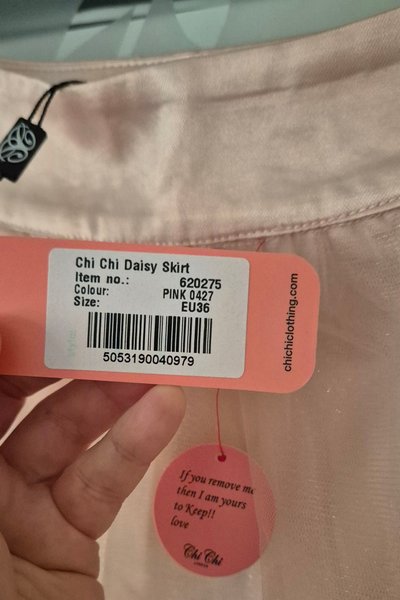 Chi Chi Daisy Skirt
Item no.: 620275
Colour: PINK 0427
Size: EU36
5053190040979
chichiclothing.com
If you remove me
then I am yours
to Keep!!
love
Chi Chi
LONDON